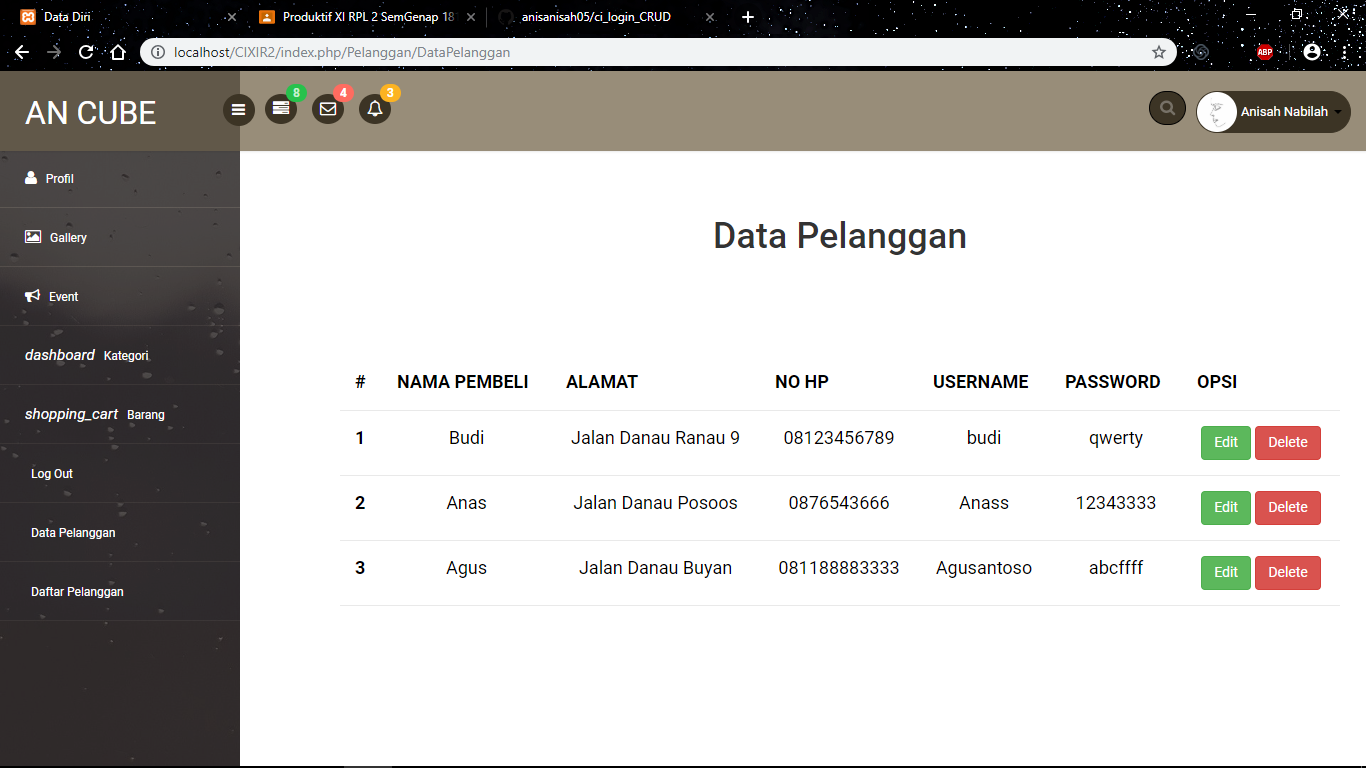 Data Diri
Produktif XI RPL 2 SemGenap 18
anisanisah05/ci_login_CRUD
localhost/CIXIR2/index.php/Pelanggan/DataPelanggan
ABP
AN CUBE
8
4
3
Anisah Nabilah
Profil
Gallery
Event
dashboard Kategori
shopping_cart Barang
Log Out
Data Pelanggan
Daftar Pelanggan
Data Pelanggan
# NAMA PEMBELI ALAMAT NO HP USERNAME PASSWORD OPSI
1 Budi Jalan Danau Ranau 9 08123456789 budi qwerty Edit Delete
2 Anas Jalan Danau Posoos 0876543666 Anass 12343333 Edit Delete
3 Agus Jalan Danau Buyan 081188883333 Agusantoso abcffff Edit Delete